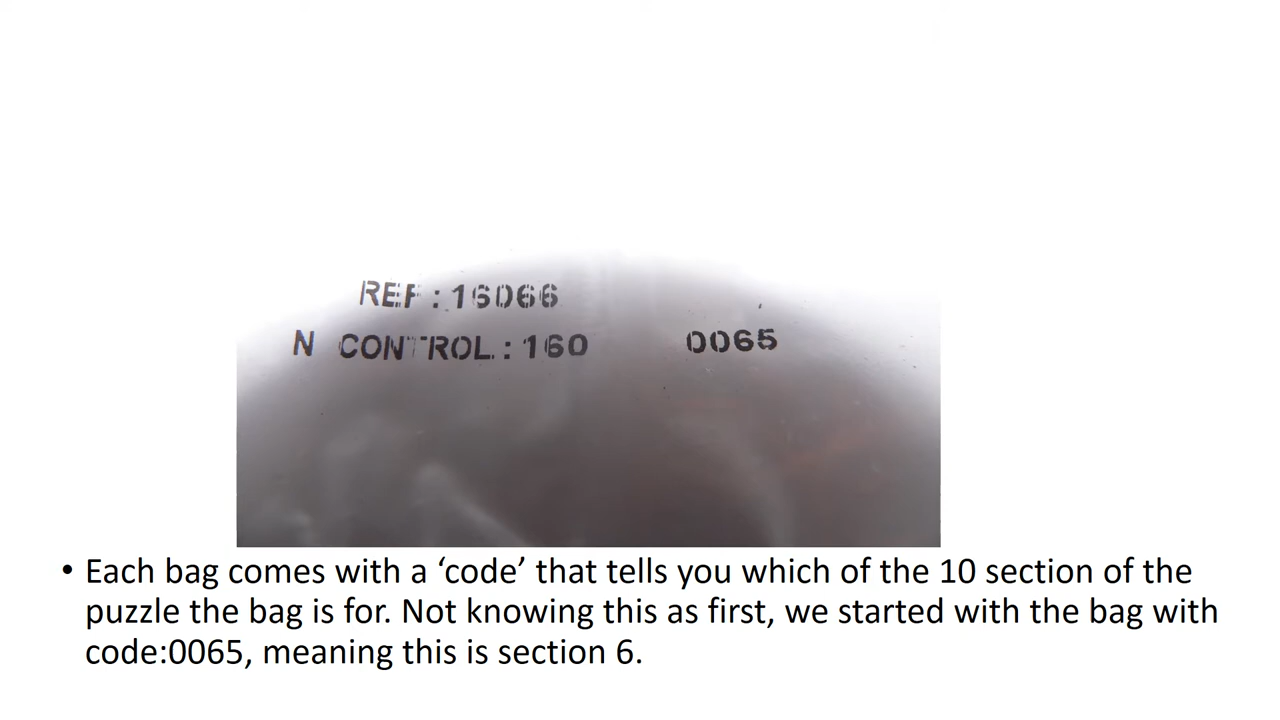 REF:16066
N CONTROL.:160 0065
• Each bag comes with a ‘code’ that tells you which of the 10 section of the
puzzle the bag is for. Not knowing this as first, we started with the bag with
code:0065, meaning this is section 6.